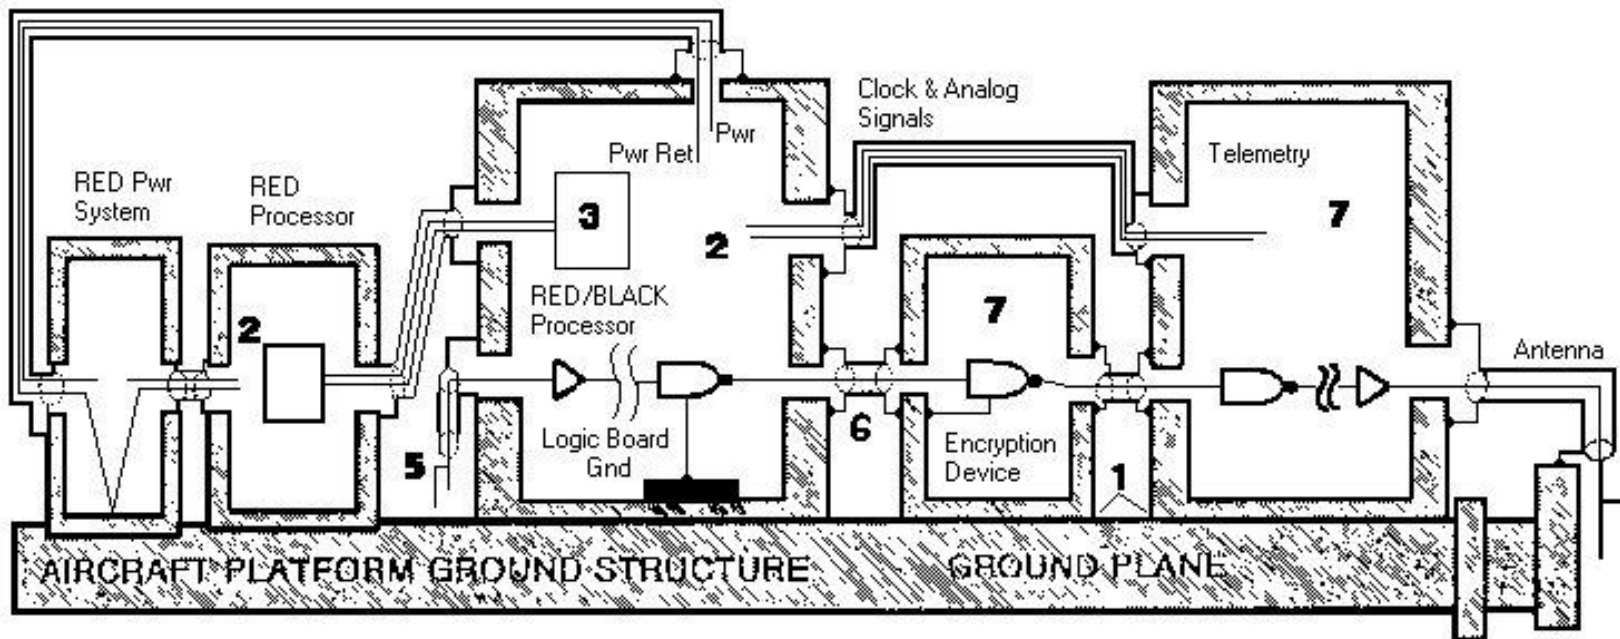 Clock & Analog
Signals
Pwr
Pwr Ret
Telemetry
RED Pwr
System
RED
Processor
3
2
7
RED/BLACK
Processor
7
2
Antenna
Logic Board
Gnd
6
Encryption
Device
5
1
AIRCRAFT PLATFORM GROUND STRUCTURE
GROUND PLANE